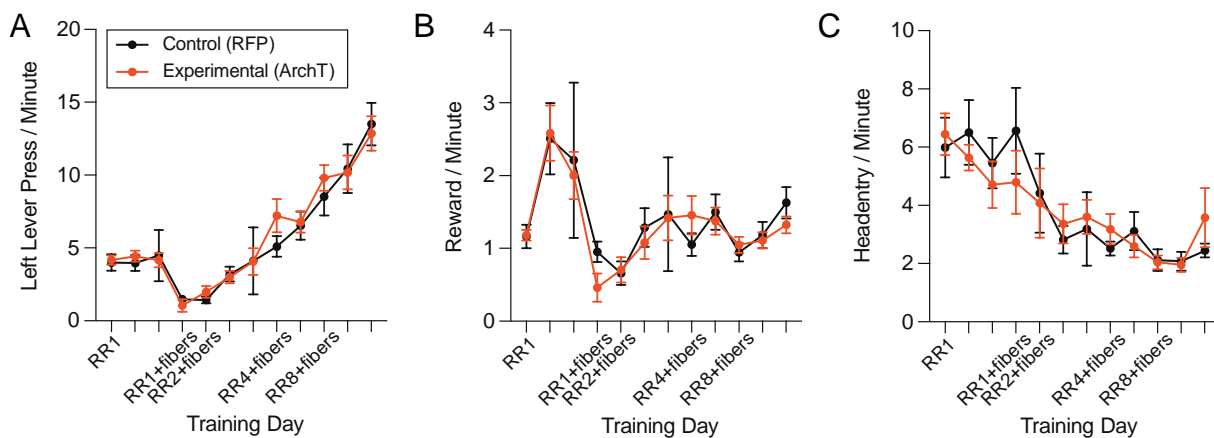 A
Left Lever Press / Minute
20
15
10
5
0
Control (RFP)
Experimental (ArchT)
RR1
RR1+fibers
RR2+fibers
RR4+fibers
RR8+fibers
Training Day
B
Reward / Minute
4
3
2
1
0
RR1
RR1+fibers
RR2+fibers
RR4+fibers
RR8+fibers
Training Day
C
Headentry / Minute
10
8
6
4
2
0
RR1
RR1+fibers
RR2+fibers
RR4+fibers
RR8+fibers
Training Day